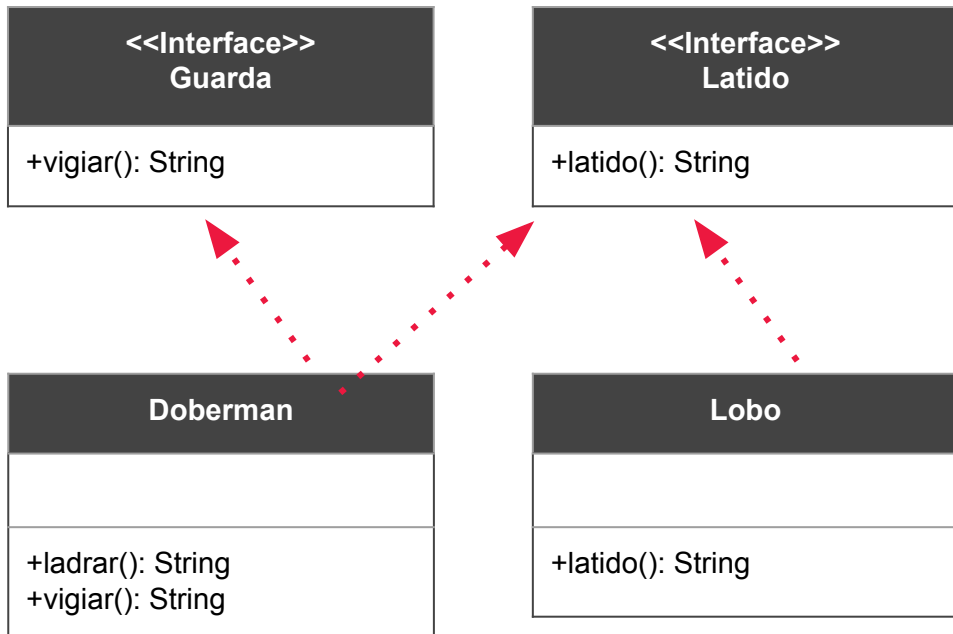 <<Interface>>
Guarda
+vigiar(): String
<<Interface>>
Latido
+latido(): String
Doberman
+ladrar(): String
+vigiar(): String
Lobo
+latido(): String